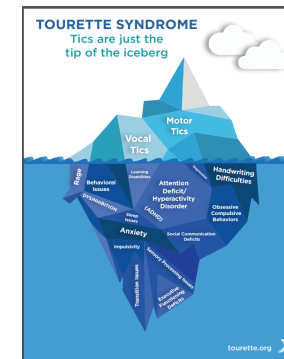 TOURETTE SYNDROME
Tics are just the
tip of the iceberg
Motor
Tics
Vocal
Tics
Rage
Behavioral
Issues
Learning
Disabilities
Attention
Deficit/
Hyperactivity
Disorder
(ADHD)
Handwriting
Difficulties
DYSINHIBITION
Sleep
Issues
Obsessive
Compulsive
Behaviors
Anxiety
Social Communication
Deficits
Impulsivity
Sensory Processing Issues
Transition Issues
Executive
Functioning
Deficits
tourette.org